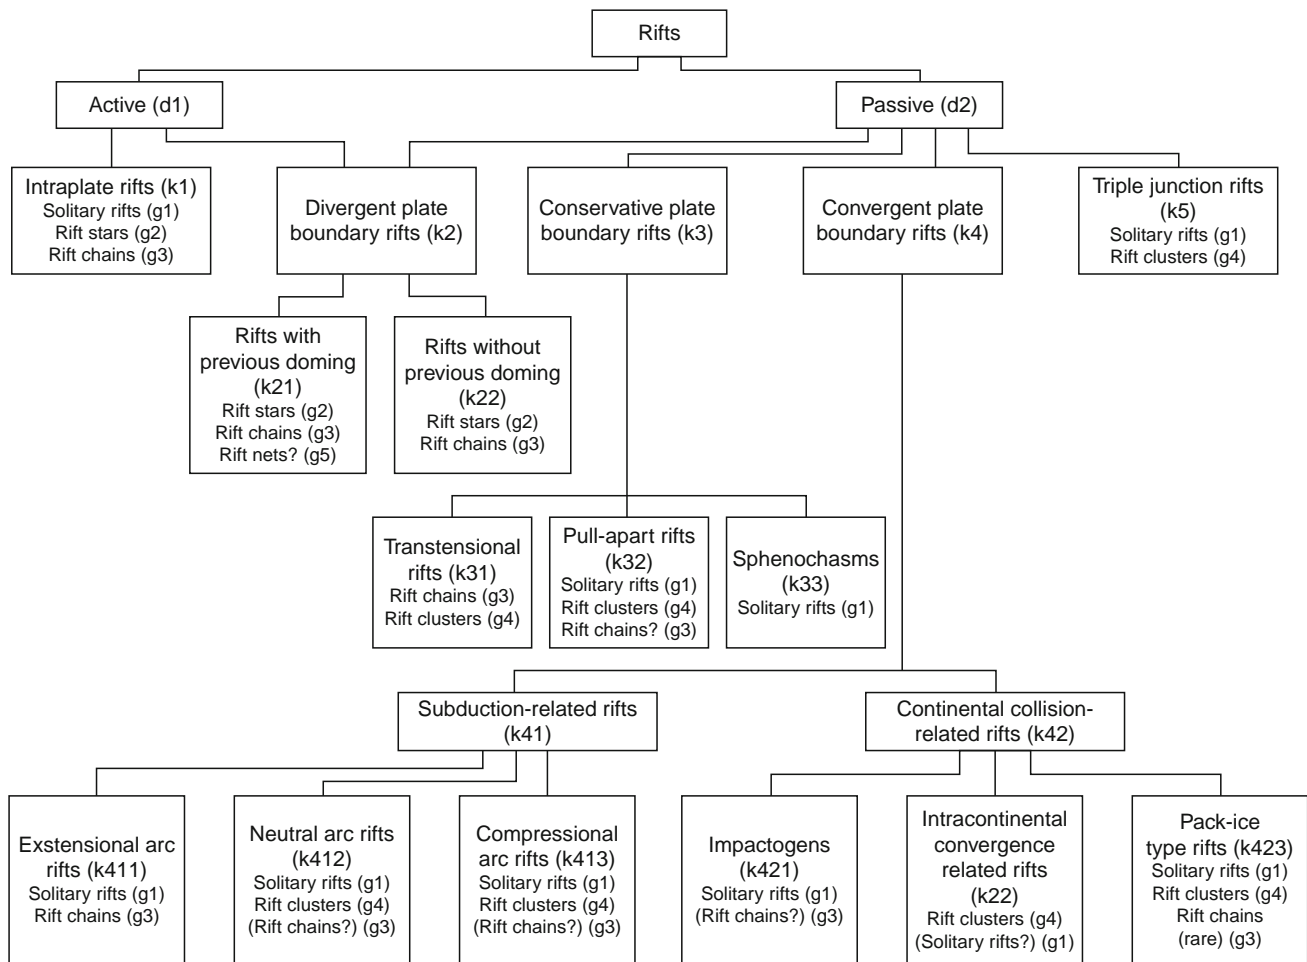 Rifts
Active (d1)
Passive (d2)
Intraplate rifts (k1)
Solitary rifts (g1)
Rift stars (g2)
Rift chains (g3)
Divergent plate
boundary rifts (k2)
Conservative plate
boundary rifts (k3)
Convergent plate
boundary rifts (k4)
Triple junction rifts
(k5)
Solitary rifts (g1)
Rift clusters (g4)
Rifts with
previous doming
(k21)
Rift stars (g2)
Rift chains (g3)
Rift nets? (g5)
Rifts without
previous doming
(k22)
Rift stars (g2)
Rift chains (g3)
Transtensional
rifts (k31)
Rift chains (g3)
Rift clusters (g4)
Pull-apart rifts
(k32)
Solitary rifts (g1)
Rift clusters (g4)
Rift chains? (g3)
Sphenochasms
(k33)
Solitary rifts (g1)
Subduction-related rifts
(k41)
Continental collision-
related rifts (k42)
Exstensional arc
rifts (k411)
Solitary rifts (g1)
Rift chains (g3)
Neutral arc rifts
(k412)
Solitary rifts (g1)
Rift clusters (g4)
(Rift chains?) (g3)
Compressional
arc rifts (k413)
Solitary rifts (g1)
Rift clusters (g4)
(Rift chains?) (g3)
Impactogens
(k421)
Solitary rifts (g1)
(Rift chains?) (g3)
Intracontinental
convergence
related rifts
(k22)
Rift clusters (g4)
(Solitary rifts?) (g1)
Pack-ice
type rifts (k423)
Solitary rifts (g1)
Rift clusters (g4)
Rift chains
(rare) (g3)